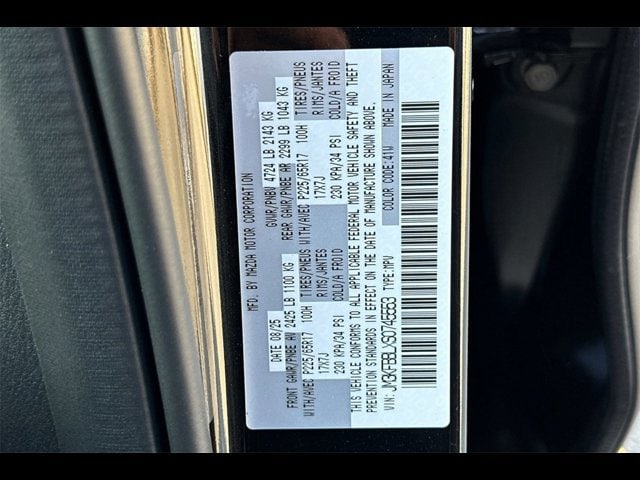 MFD. BY MAZDA MOTOR CORPORATION
DATE 08/25 GVWR/PNBV 4724 LB 2143 KG
FRONT GAWR/PNBE AV 2425 LB 1100 KG REAR GAWR/PNBE AR 2299 LB 1043 KG
WITH/AVEC P225/65R17 100H TIRES/PNEUS WITH/AVEC P225/65R17 100H TIRES/PNEUS
17X7J RIMS/JANTES 17X7J RIMS/JANTES
230 KPA/34 PSI COLD/A FROID 230 KPA/34 PSI COLD/A FROID
THIS VEHICLE CONFORMS TO ALL APPLICABLE FEDERAL MOTOR VEHICLE SAFETY AND THEFT
PREVENTION STANDARDS IN EFFECT ON THE DATE OF MANUFACTURE SHOWN ABOVE.
VIN: TYPE:MPV COLOR CODE:41W MADE IN JAPAN